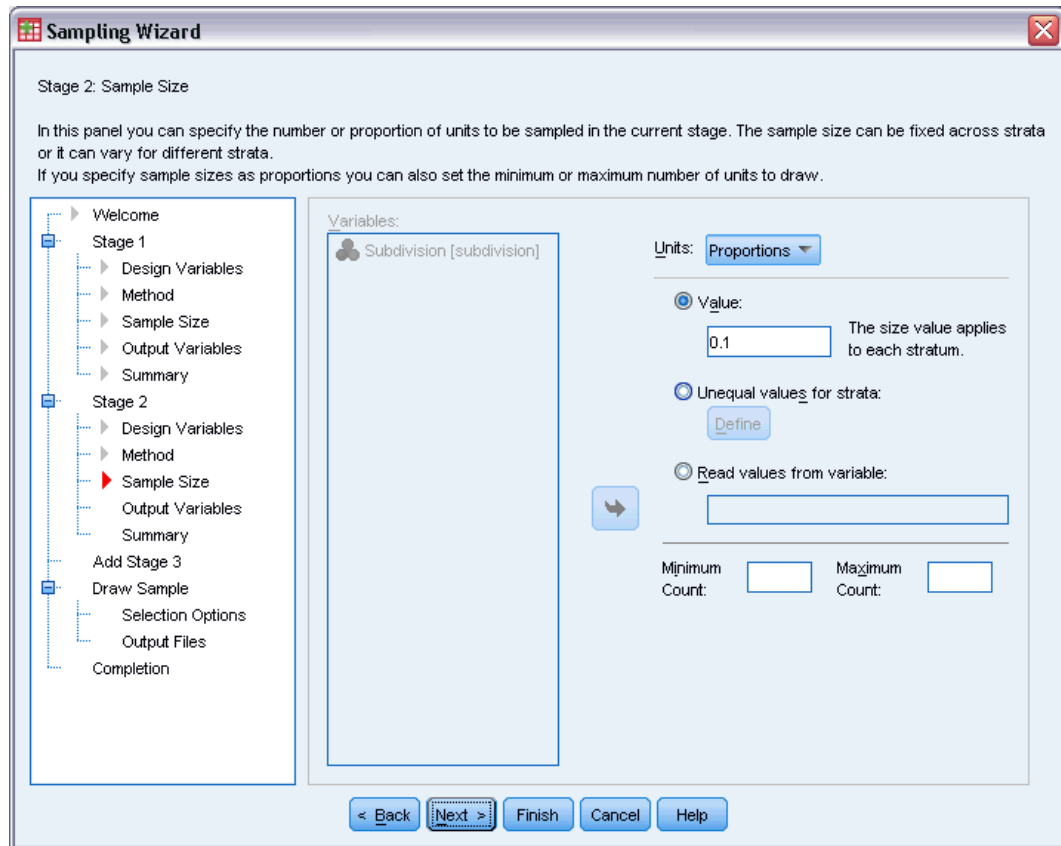 Sampling Wizard
Stage 2: Sample Size
In this panel you can specify the number or proportion of units to be sampled in the current stage. The sample size can be fixed across strata
or it can vary for different strata.
If you specify sample sizes as proportions you can also set the minimum or maximum number of units to draw.
Welcome
Stage 1
Design Variables
Method
Sample Size
Output Variables
Summary
Stage 2
Design Variables
Method
Sample Size
Output Variables
Summary
Add Stage 3
Draw Sample
Selection Options
Output Files
Completion
Variables:
Subdivision [subdivision]
Units: Proportions
Value:
0.1
The size value applies
to each stratum.
Unequal values for strata:
Define
Read values from variable:
Minimum
Count:
Maximum
Count:
< Back Next > Finish Cancel Help